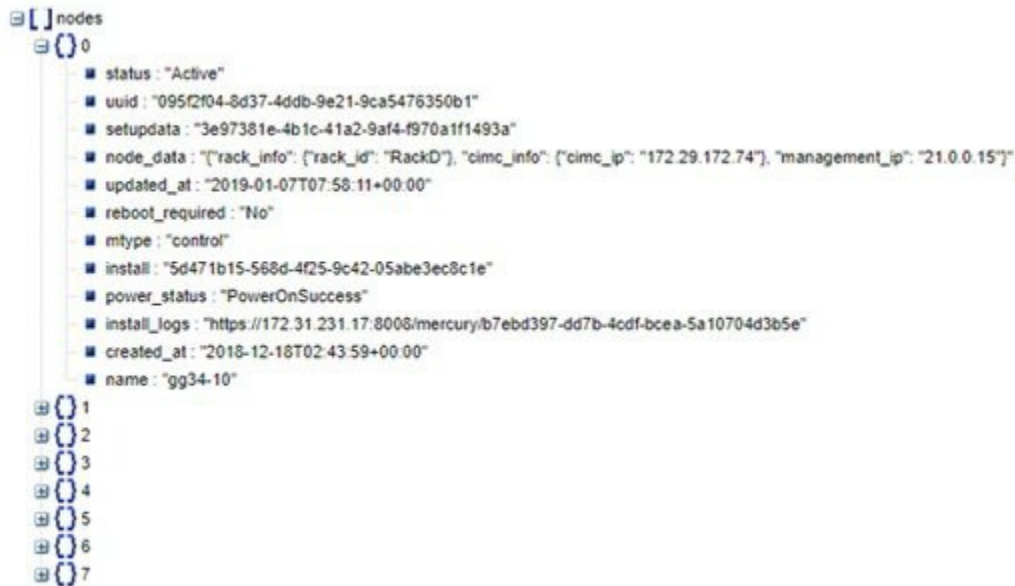 [ ] nodes
{} 0
status : "Active"
uuid : "095f2f04-8d37-4ddb-9e21-9ca5476350b1"
setupdata : "3e97381e-4b1c-41a2-9af4-f970a1f1493a"
node_data : "{"rack_info": {"rack_id": "RackD"}, "cimc_info": {"cimc_ip": "172.29.172.74"}, "management_ip": "21.0.0.15"}"
updated_at : "2019-01-07T07:58:11+00:00"
reboot_required : "No"
mtype : "control"
install : "5d471b15-568d-4f25-9c42-05abe3ec8c1e"
power_status : "PowerOnSuccess"
install_logs : "https://172.31.231.17:8008/mercury/b7ebd397-dd7b-4cdf-bcea-5a10704d3b5e"
created_at : "2018-12-18T02:43:59+00:00"
name : "gg34-10"
{} 1
{} 2
{} 3
{} 4
{} 5
{} 6
{} 7